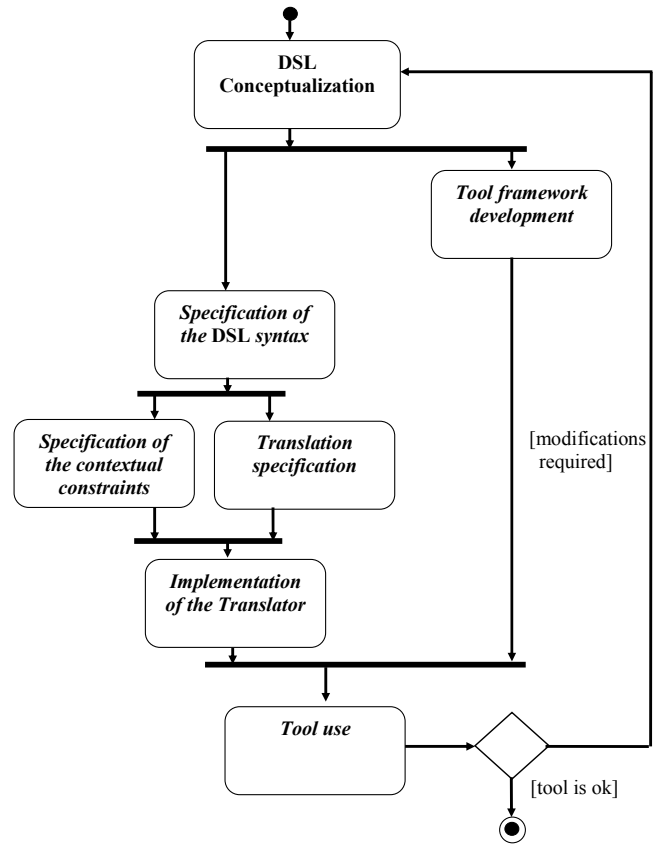 DSL
Conceptualization
Tool framework
development
Specification of
the DSL syntax
Specification of
the contextual
constraints
Translation
specification
[modifications
required]
Implementation
of the Translator
Tool use
[tool is ok]